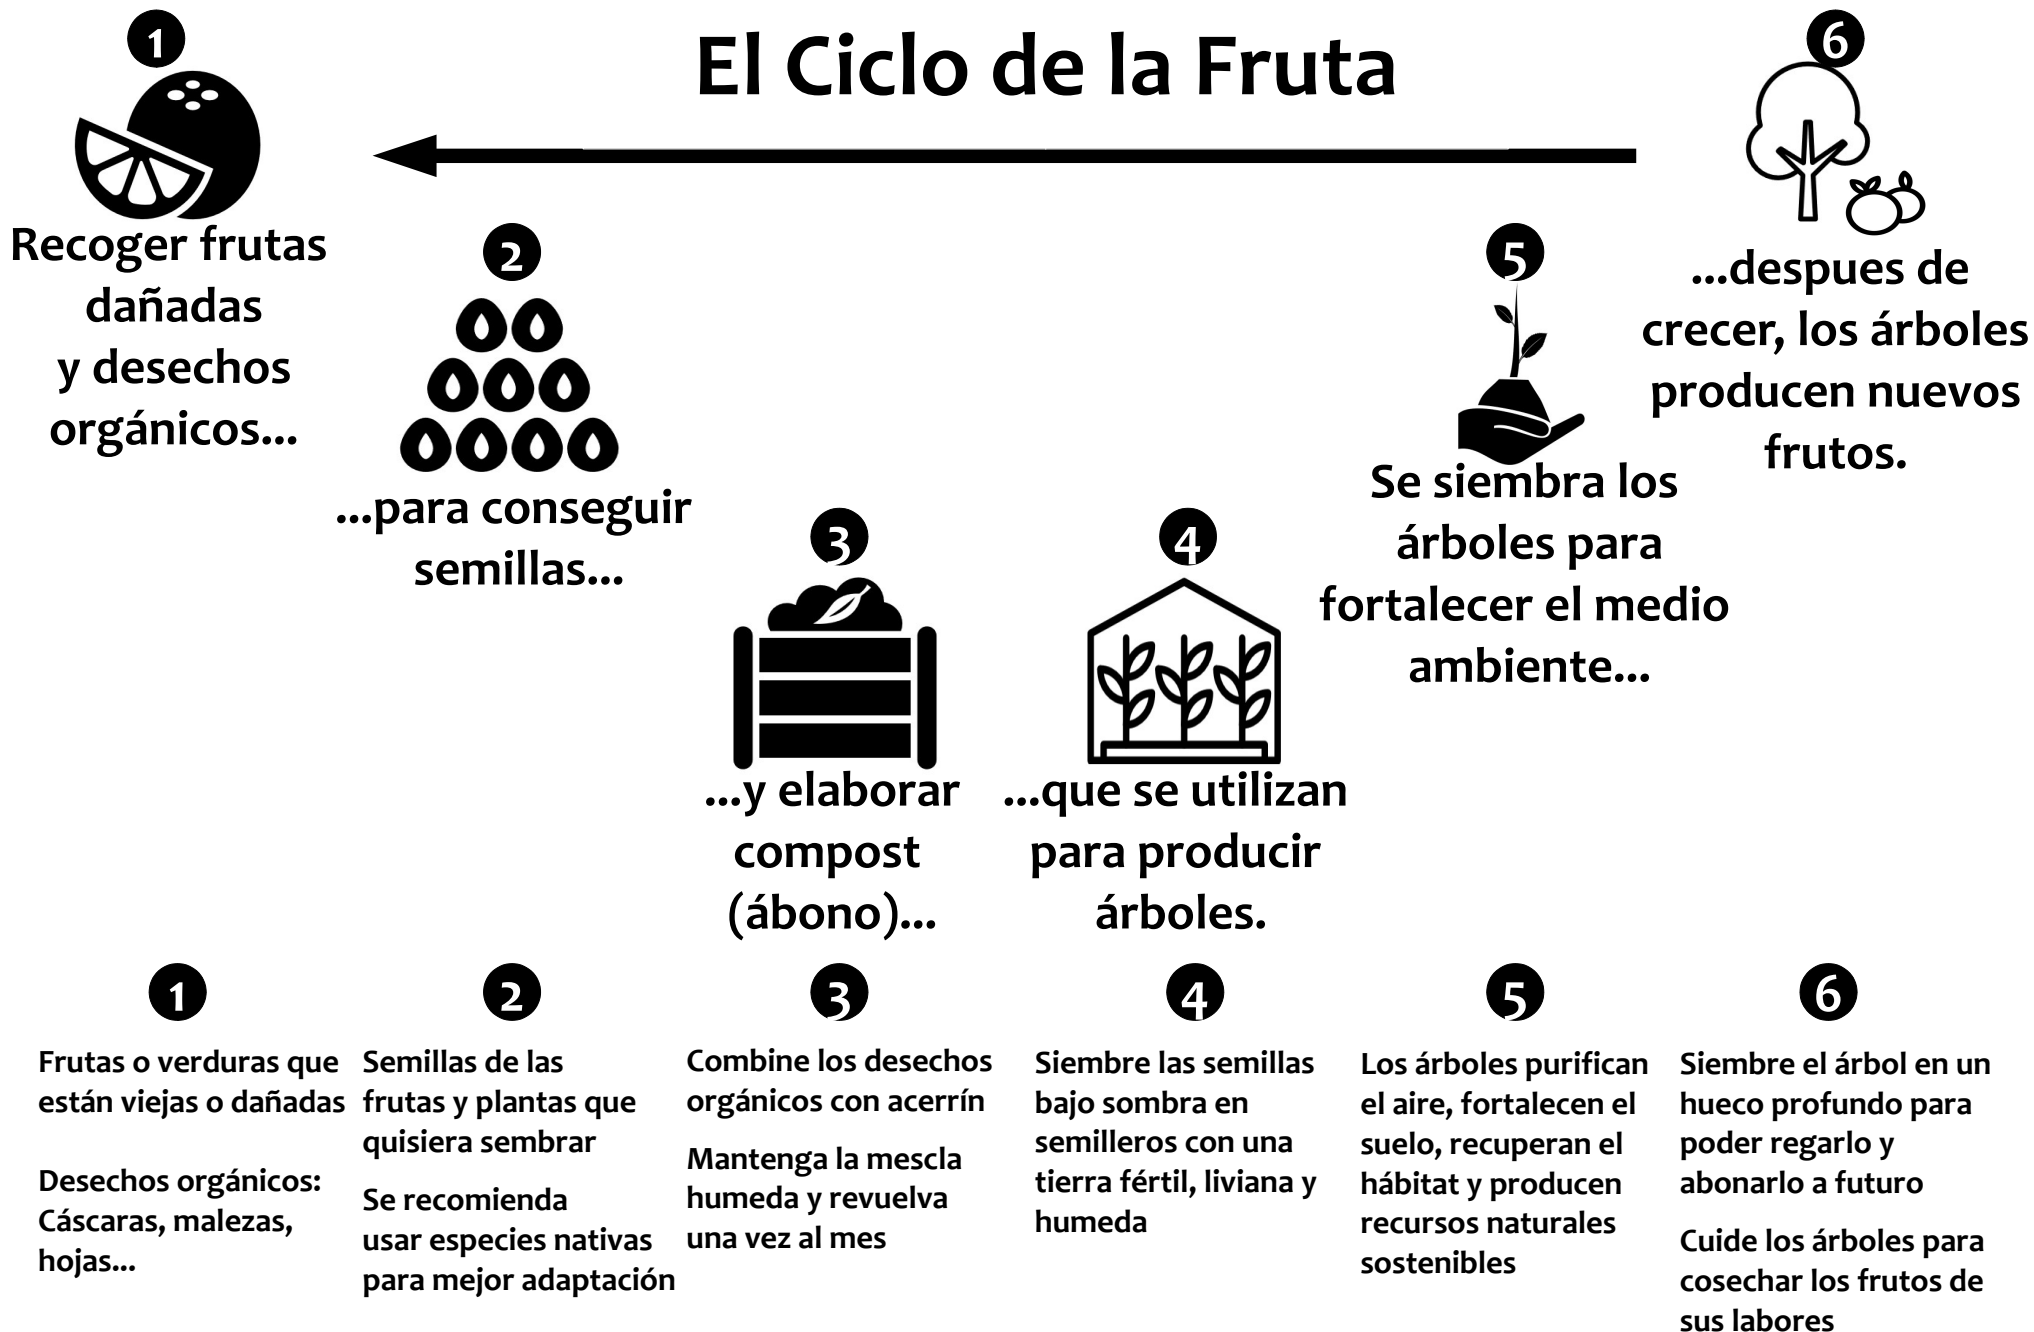 El Ciclo de la Fruta
1
Recoger frutas
dañadas
y desechos
orgánicos...
2
...para conseguir
semillas...
3
...y elaborar
compost
(ábono)...
4
...que se utilizan
para producir
árboles.
5
Se siembra los
árboles para
fortalecer el medio
ambiente...
6
...despues de
crecer, los árboles
producen nuevos
frutos.
1
Frutas o verduras que
están viejas o dañadas
Desechos orgánicos:
Cáscaras, malezas,
hojas...
2
Semillas de las
frutas y plantas que
quisiera sembrar
Se recomienda
usar especies nativas
para mejor adaptación
3
Combine los desechos
orgánicos con acerrín
Mantenga la mescla
humeda y revuelva
una vez al mes
4
Siembre las semillas
bajo sombra en
semilleros con una
tierra fértil, liviana y
humeda
5
Los árboles purifican
el aire, fortalecen el
suelo, recuperan el
hábitat y producen
recursos naturales
sostenibles
6
Siembre el árbol en un
hueco profundo para
poder regarlo y
abonarlo a futuro
Cuide los árboles para
cosechar los frutos de
sus labores